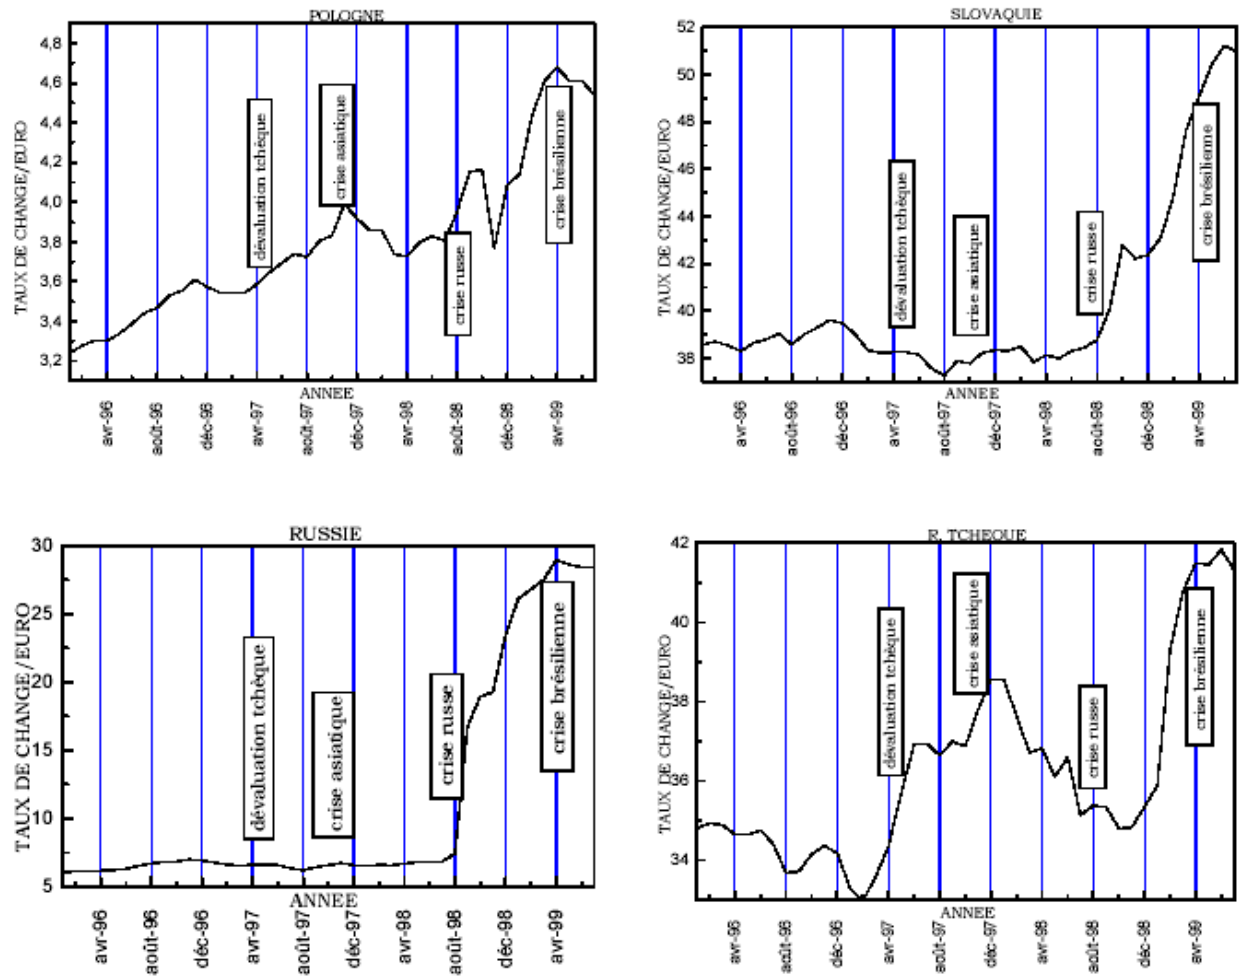 POLOGNE
TAUX DE CHANGE/EURO
4,8
4,6
4,4
4,2
4,0
3,8
3,6
3,4
3,2
dévaluation tchèque
crise asiatique
crise russe
crise brésilienne
ANNEE
avr-96
août-96
déc-96
avr-97
août-97
déc-97
avr-98
août-98
déc-98
avr-99
SLOVAQUIE
TAUX DE CHANGE/EURO
52
50
48
46
44
42
40
38
dévaluation tchèque
crise asiatique
crise russe
crise brésilienne
ANNEE
avr-96
août-96
déc-96
avr-97
août-97
déc-97
avr-98
août-98
déc-98
avr-99
RUSSIE
TAUX DE CHANGE/EURO
30
25
20
15
10
5
dévaluation tchèque
crise asiatique
crise russe
crise brésilienne
ANNEE
avr-96
août-96
déc-96
avr-97
août-97
déc-97
avr-98
août-98
déc-98
avr-99
R. TCHEQUE
TAUX DE CHANGE/EURO
42
40
38
36
34
dévaluation tchèque
crise asiatique
crise russe
crise brésilienne
ANNEE
avr-96
août-96
déc-96
avr-97
août-97
déc-97
avr-98
août-98
déc-98
avr-99